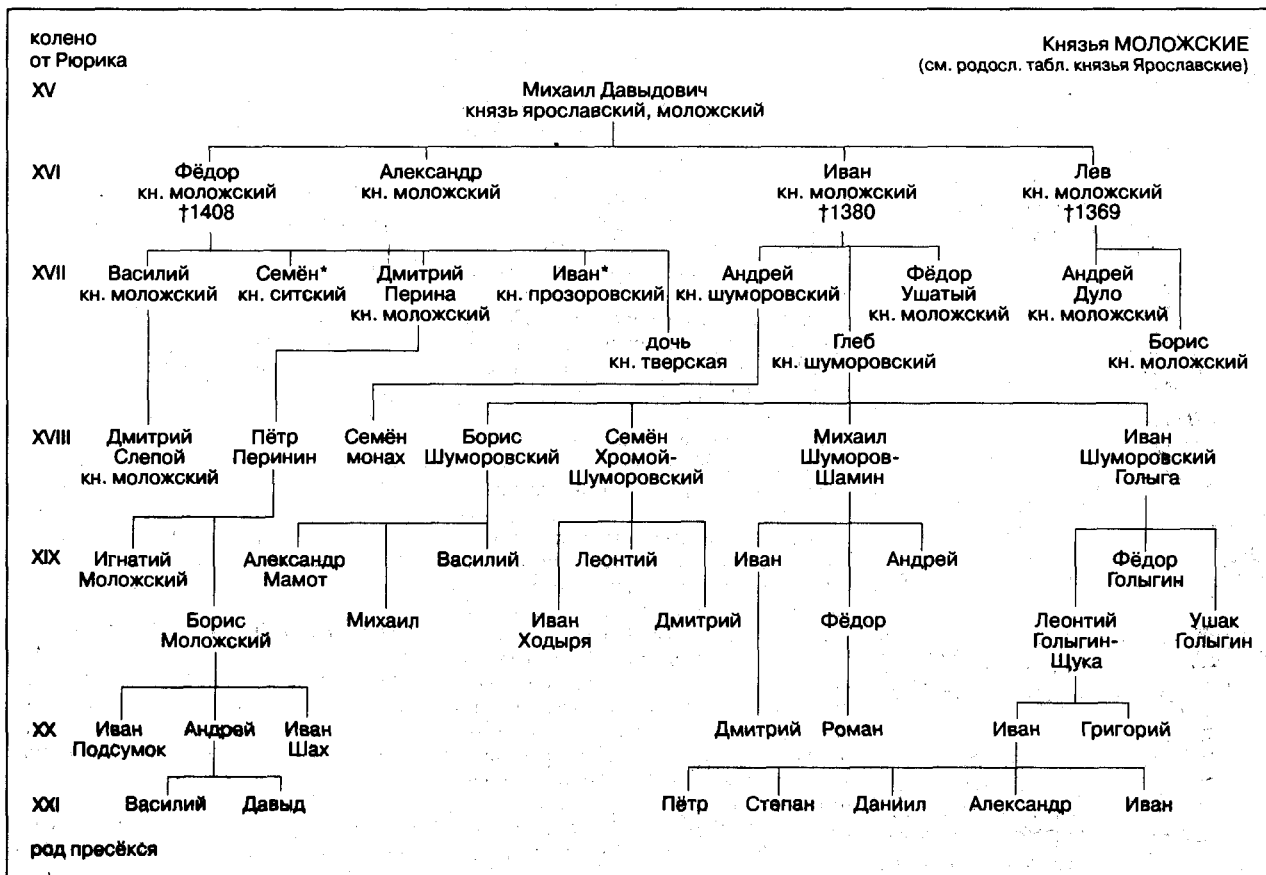 колено
от Рюрика
Князья МОЛОЖСКИЕ
(см. родосл. табл. князья Ярославские)
XV
Михаил Давыдович
князь ярославский, моложский
XVI
Фёдор
кн. моложский
†1408
Александр
кн. моложский
Иван
кн. моложский
†1380
Лев
кн. моложский
†1369
XVII
Василий
кн. моложский
Семён*
кн. ситский
Дмитрий
Перина
кн. моложский
Иван*
кн. прозоровский
дочь
кн. тверская
Андрей
кн. шуморовский
Глеб
кн. шуморовский
Фёдор
Ушатый
кн. моложский
Андрей
Дуло
кн. моложский
Борис
кн. моложский
XVIII
Дмитрий
Слепой
кн. моложский
Пётр
Перинин
Семён
монах
Борис
Шуморовский
Семён
Хромой-
Шуморовский
Михаил
Шуморов-
Шамин
Иван
Шуморовский
Голыга
XIX
Игнатий
Моложский
Борис
Моложский
Александр
Мамот
Михаил
Василий
Иван
Ходыря
Леонтий
Дмитрий
Иван
Фёдор
Андрей
Леонтий
Голыгин-
Щука
Фёдор
Голыгин
Ушак
Голыгин
XX
Иван
Подсумок
Андрей
Иван
Шах
Дмитрий
Роман
Иван
Григорий
XXI
Василий
Давыд
Пётр
Степан
Даниил
Александр
Иван
род пресёкся